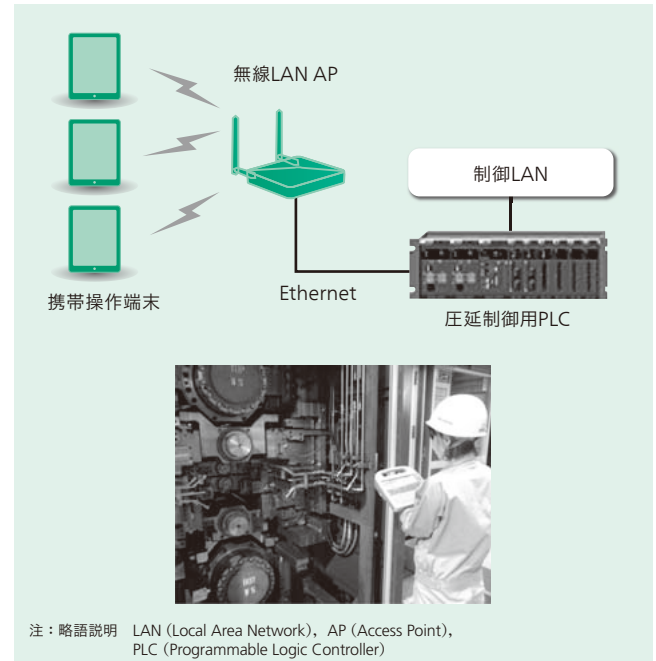 無線LAN AP
制御LAN
携帯操作端末
Ethernet
圧延制御用PLC
注：略語説明 LAN（Local Area Network），AP（Access Point），
PLC（Programmable Logic Controller）